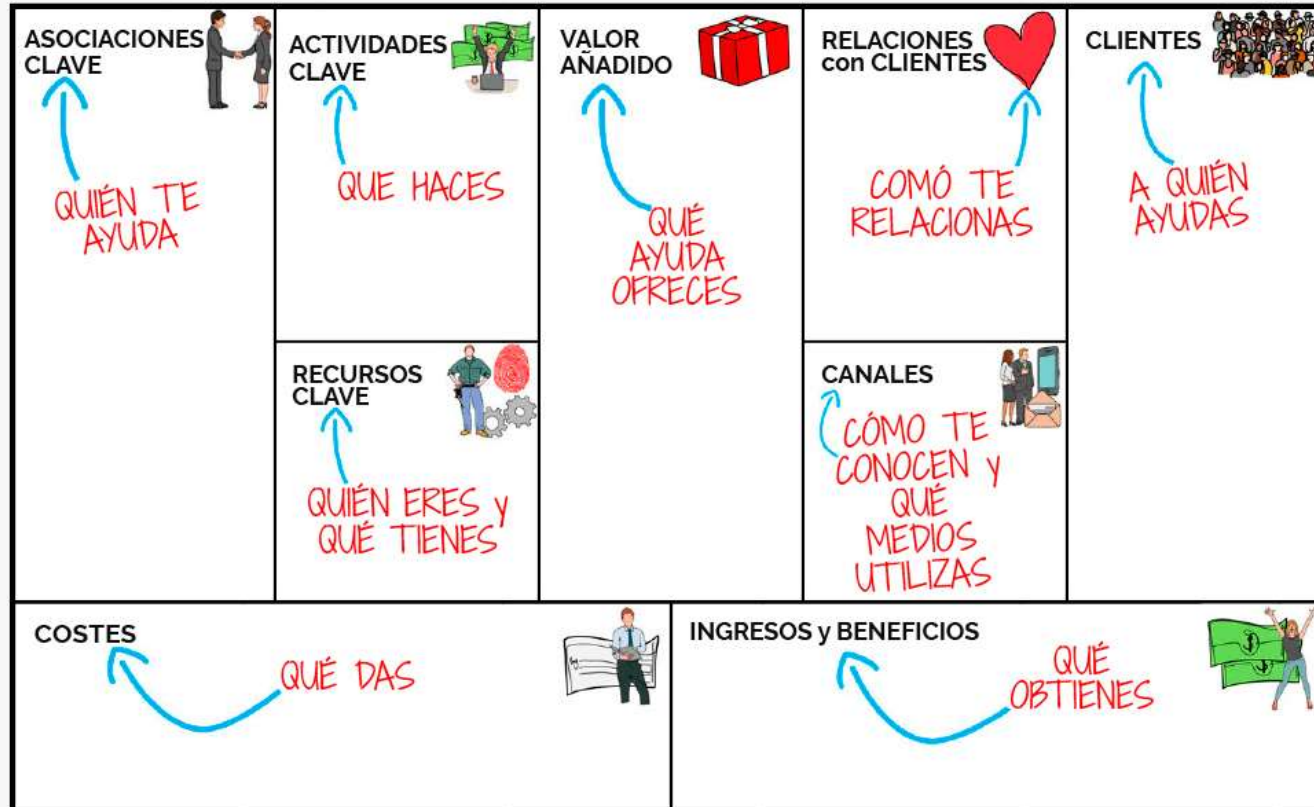 ASOCIACIONES
CLAVE
QUIÉN TE
AYUDA
ACTIVIDADES
CLAVE
QUE HACES
RECURSOS
CLAVE
QUIÉN ERES y
QUÉ TIENES
VALOR
AÑADIDO
QUÉ
AYUDA
OFRECES
RELACIONES
con CLIENTES
COMÓ TE
RELACIONAS
CANALES
CÓMO TE
CONOCEN y
QUÉ
MEDIOS
UTILIZAS
CLIENTES
A QUIÉN
AYUDAS
COSTES
QUÉ DAS
INGRESOS y BENEFICIOS
QUÉ
OBTIENES